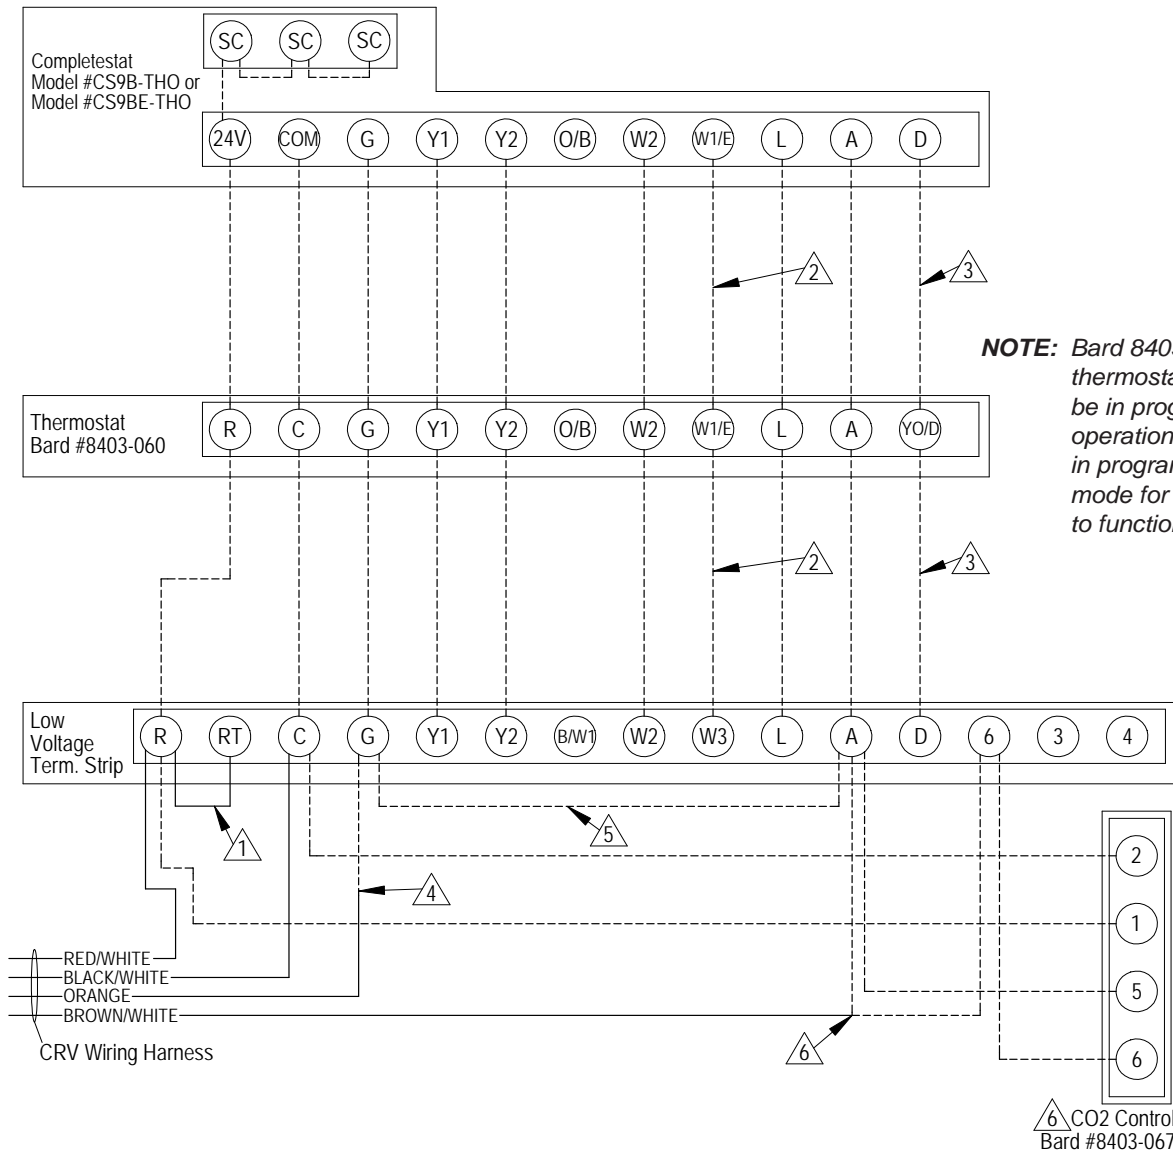 SC SC SC
Completestat
Model #CS9B-THO or
Model #CS9BE-THO
24V COM G Y1 Y2 O/B W2 W1/E L A D
2 3
NOTE: Bard 8403
thermosta
be in prog
operation
in program
mode for
to function
Thermostat
Bard #8403-060
R C G Y1 Y2 O/B W2 W1/E L A YO/D
2 3
Low
Voltage
Term. Strip
R RT C G Y1 Y2 B/W1 W2 W3 L A D 6 3 4
1 5
4
2
1
5
6
RED/WHITE
BLACK/WHITE
ORANGE
BROWN/WHITE
CRV Wiring Harness
6
6 CO2 Control
Bard #8403-067